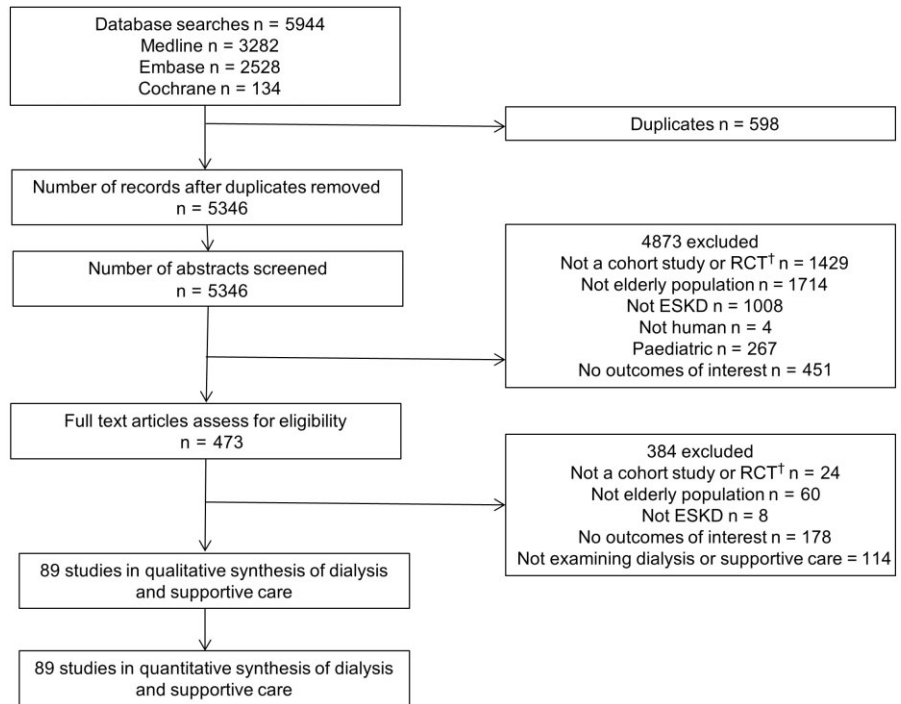 Database searches n = 5944
Medline n = 3282
Embase n = 2528
Cochrane n = 134
Duplicates n = 598
Number of records after duplicates removed
n = 5346
Number of abstracts screened
n = 5346
4873 excluded
Not a cohort study or RCT† n = 1429
Not elderly population n = 1714
Not ESKD n = 1008
Not human n = 4
Paediatric n = 267
No outcomes of interest n = 451
Full text articles assess for eligibility
n = 473
384 excluded
Not a cohort study or RCT† n = 24
Not elderly population n = 60
Not ESKD n = 8
No outcomes of interest n = 178
Not examining dialysis or supportive care = 114
89 studies in qualitative synthesis of dialysis
and supportive care
89 studies in quantitative synthesis of dialysis
and supportive care